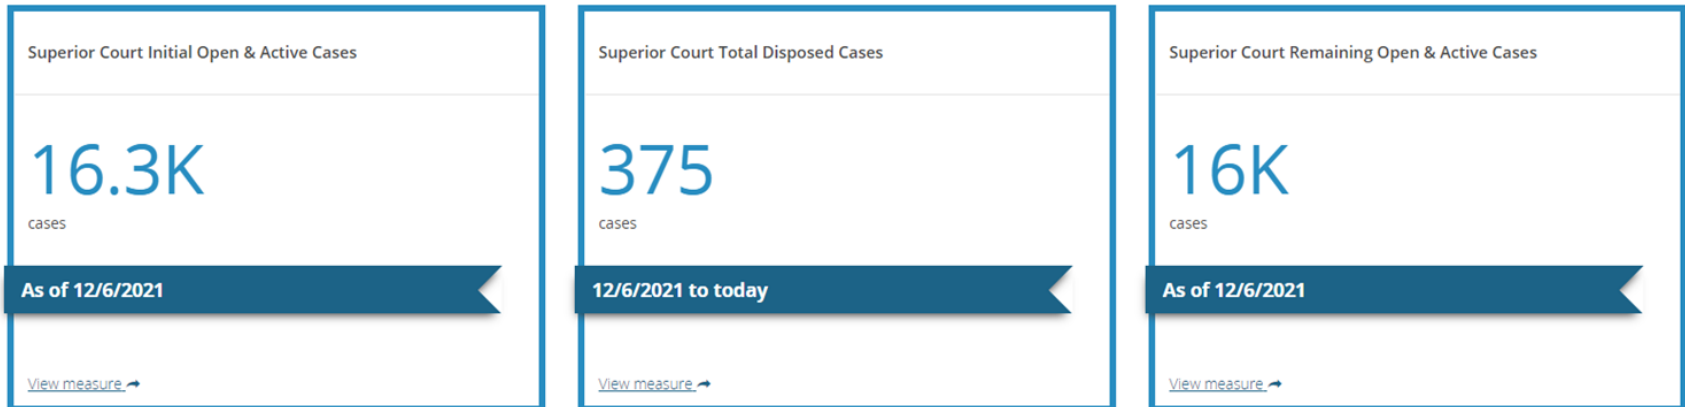 Superior Court Initial Open & Active Cases
16.3K
cases
As of 12/6/2021
View measure
Superior Court Total Disposed Cases
375
cases
12/6/2021 to today
View measure
Superior Court Remaining Open & Active Cases
16K
cases
As of 12/6/2021
View measure